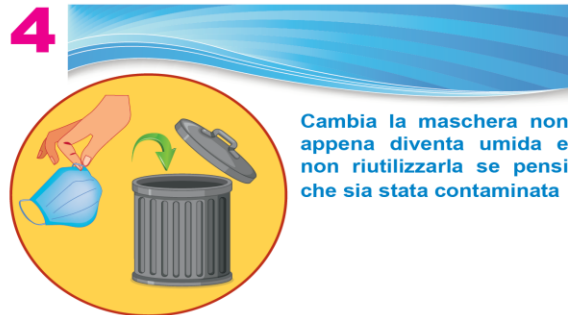 4
Cambia la maschera non
appena diventa umida e
non riutilizzarla se pensi
che sia stata contaminata